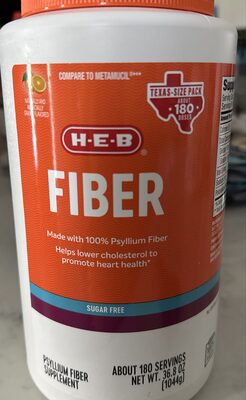 COMPARE TO METAMUCIL®
TEXAS-SIZE PACK
ABOUT
180
DOSES
H-E-B
FIBER
Made with 100% Psyllium Fiber
Helps lower cholesterol to
promote heart health*
SUGAR FREE
PSYLLIUM FIBER
SUPPLEMENT
ABOUT 180 SERVINGS
NET WT. 36.8 OZ
(1044g)